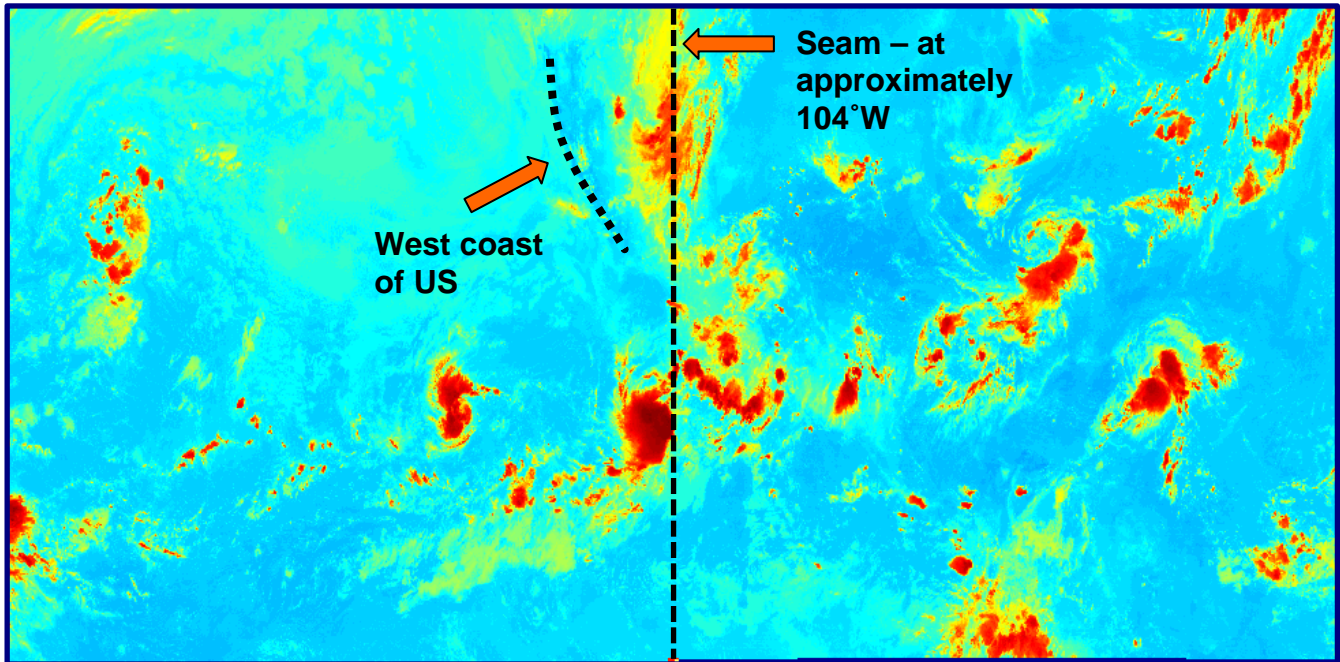 Seam – at
approximately
104˚W
West coast
of US